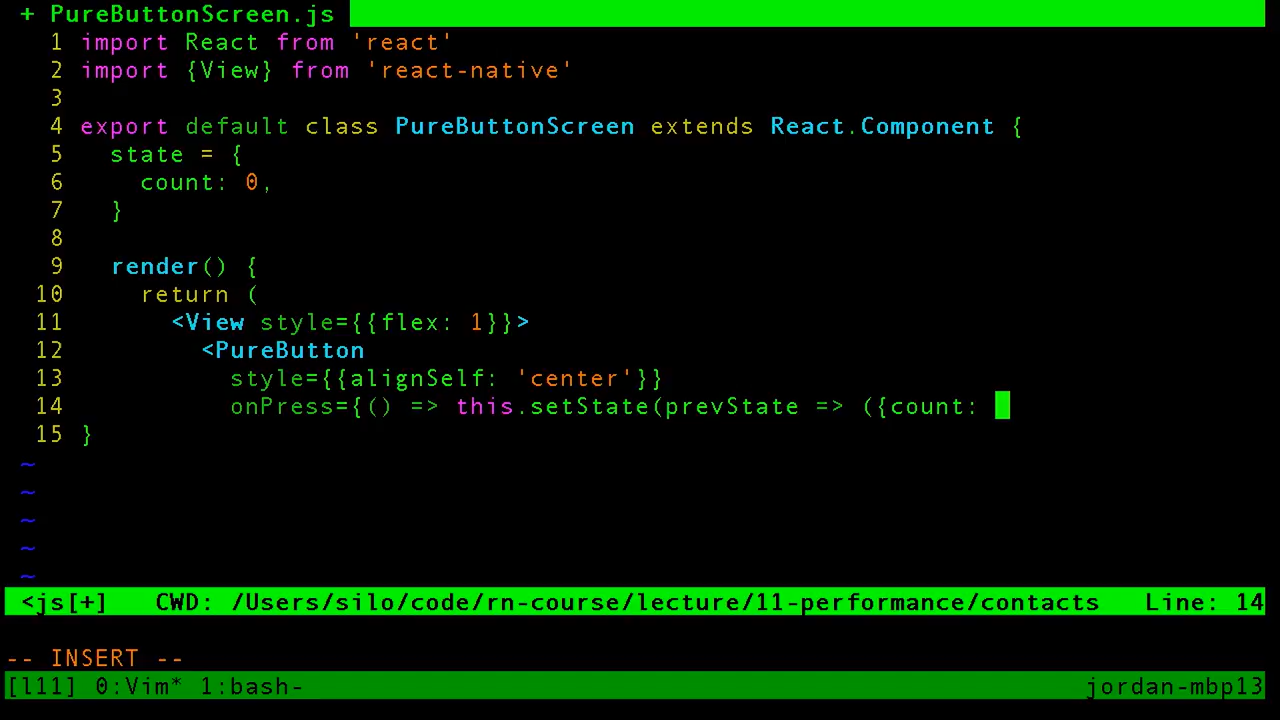 + PureButtonScreen.js
1 import React from 'react'
2 import {View} from 'react-native'
3
4 export default class PureButtonScreen extends React.Component {
5   state = {
6     count: 0,
7   }
8
9   render() {
10     return (
11       <View style={{flex: 1}}>
12         <PureButton
13           style={{alignSelf: 'center'}}
14           onPress={() => this.setState(prevState => ({count:
15 }
~
~
~
~
~
<js[+]   CWD: /Users/silo/code/rn-course/lecture/11-performance/contacts   Line: 14
-- INSERT --
[l11] 0:Vim* 1:bash-   jordan-mbp13